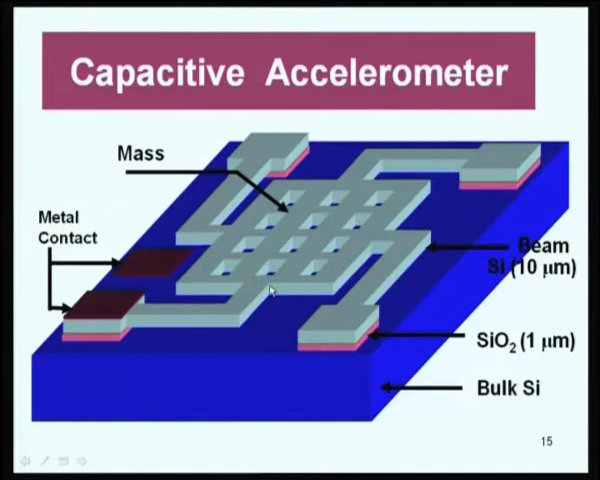 Capacitive Accelerometer
Mass
Metal
Contact
Beam
Si (10 μm)
SiO₂ (1 μm)
Bulk Si
15